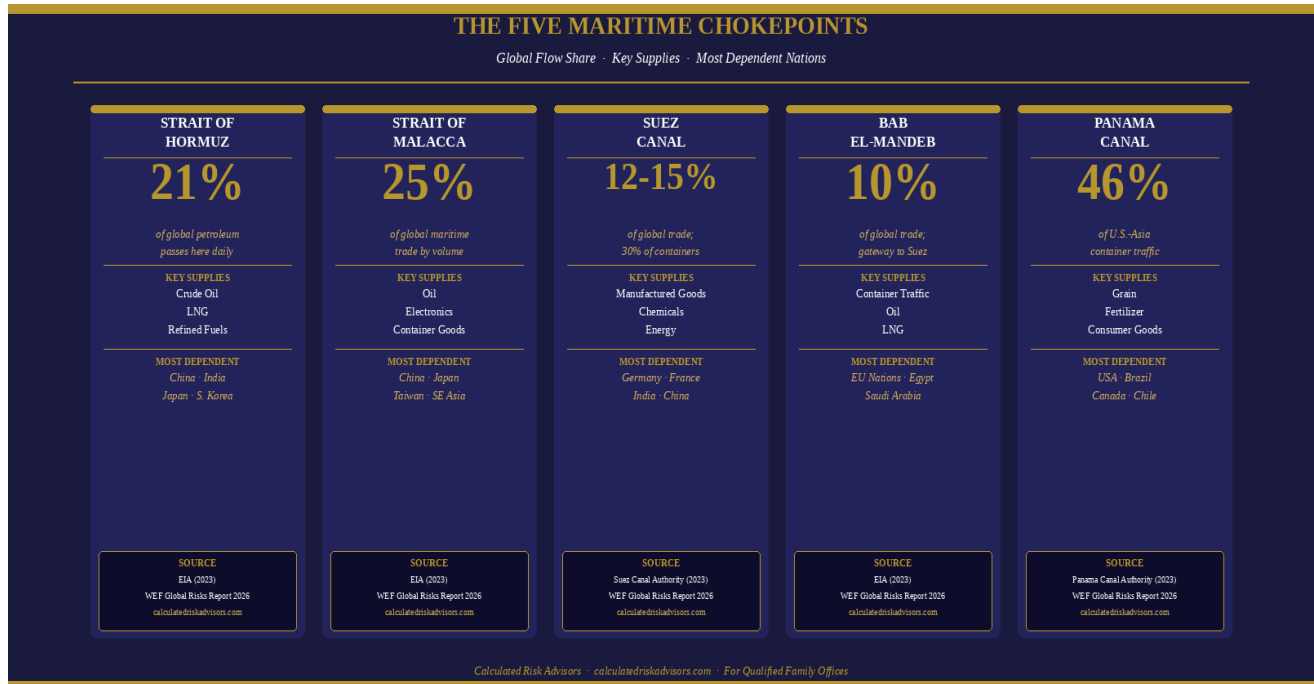 THE FIVE MARITIME CHOKEPOINTS
Global Flow Share · Key Supplies · Most Dependent Nations
STRAIT OF
HORMUZ
21%
of global petroleum
passes here daily
KEY SUPPLIES
Crude Oil
LNG
Refined Fuels
MOST DEPENDENT
China · India
Japan · S. Korea
SOURCE
EIA (2023)
WEF Global Risks Report 2026
calculatedriskadvisors.com
STRAIT OF
MALACCA
25%
of global maritime
trade by volume
KEY SUPPLIES
Oil
Electronics
Container Goods
MOST DEPENDENT
China · Japan
Taiwan · SE Asia
SOURCE
EIA (2023)
WEF Global Risks Report 2026
calculatedriskadvisors.com
SUEZ
CANAL
12-15%
of global trade;
30% of containers
KEY SUPPLIES
Manufactured Goods
Chemicals
Energy
MOST DEPENDENT
Germany · France
India · China
SOURCE
Suez Canal Authority (2023)
WEF Global Risks Report 2026
calculatedriskadvisors.com
BAB
EL-MANDEB
10%
of global trade;
gateway to Suez
KEY SUPPLIES
Container Traffic
Oil
LNG
MOST DEPENDENT
EU Nations · Egypt
Saudi Arabia
SOURCE
EIA (2023)
WEF Global Risks Report 2026
calculatedriskadvisors.com
PANAMA
CANAL
46%
of U.S.-Asia
container traffic
KEY SUPPLIES
Grain
Fertilizer
Consumer Goods
MOST DEPENDENT
USA · Brazil
Canada · Chile
SOURCE
Panama Canal Authority (2023)
WEF Global Risks Report 2026
calculatedriskadvisors.com
Calculated Risk Advisors · calculatedriskadvisors.com · For Qualified Family Offices